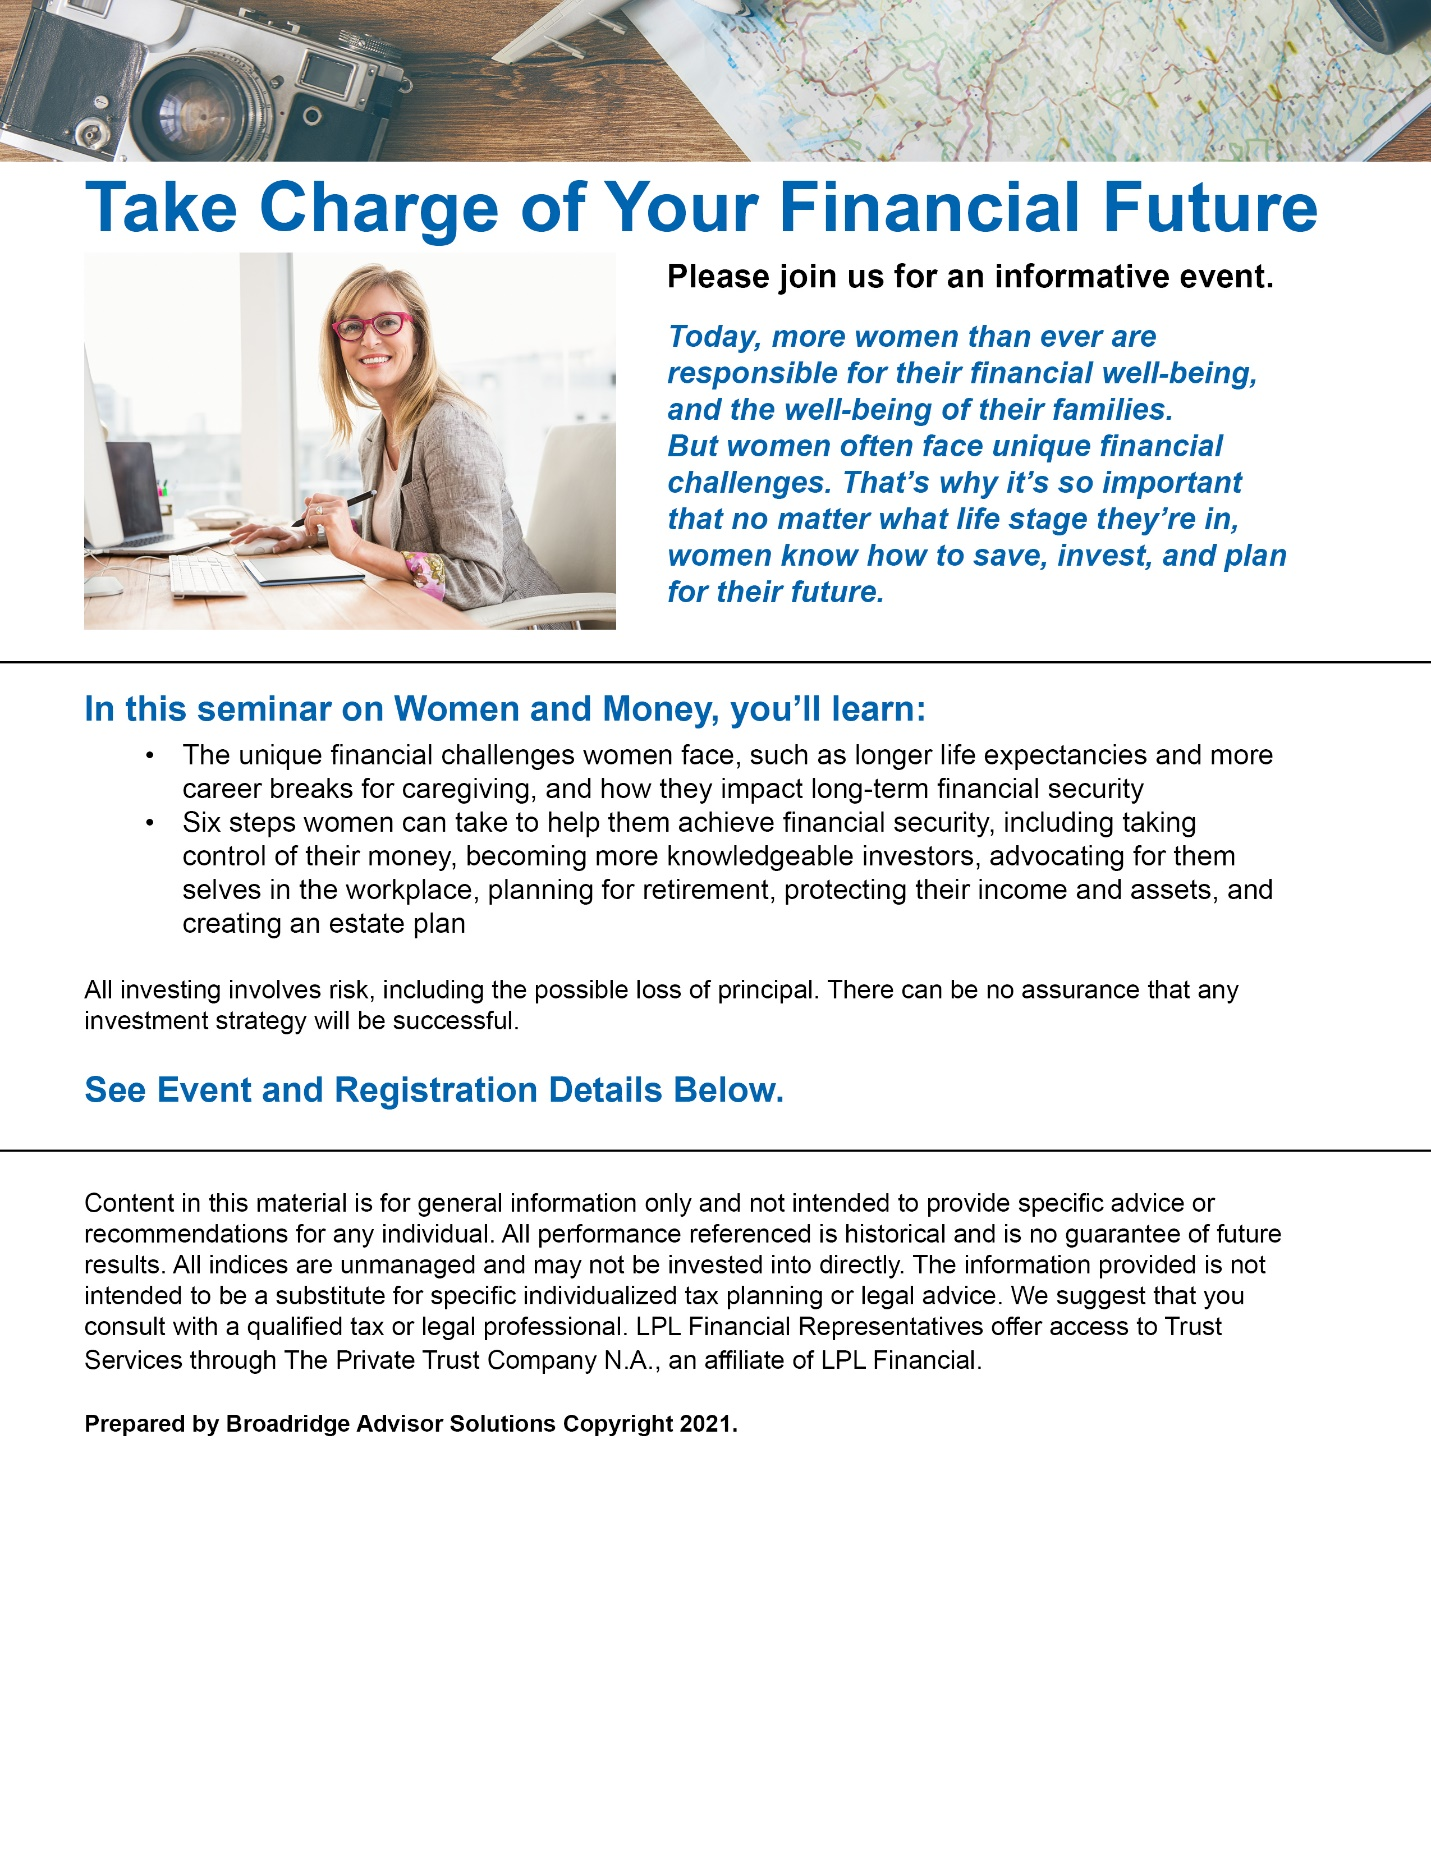 Take Charge of Your Financial Future
Please join us for an informative event.
Today, more women than ever are
responsible for their financial well-being,
and the well-being of their families.
But women often face unique financial
challenges. That’s why it’s so important
that no matter what life stage they’re in,
women know how to save, invest, and plan
for their future.
In this seminar on Women and Money, you’ll learn:
• The unique financial challenges women face, such as longer life expectancies and more
career breaks for caregiving, and how they impact long-term financial security
• Six steps women can take to help them achieve financial security, including taking
control of their money, becoming more knowledgeable investors, advocating for them
selves in the workplace, planning for retirement, protecting their income and assets, and
creating an estate plan
All investing involves risk, including the possible loss of principal. There can be no assurance that any
investment strategy will be successful.
See Event and Registration Details Below.
Content in this material is for general information only and not intended to provide specific advice or
recommendations for any individual. All performance referenced is historical and is no guarantee of future
results. All indices are unmanaged and may not be invested into directly. The information provided is not
intended to be a substitute for specific individualized tax planning or legal advice. We suggest that you
consult with a qualified tax or legal professional. LPL Financial Representatives offer access to Trust
Services through The Private Trust Company N.A., an affiliate of LPL Financial.
Prepared by Broadridge Advisor Solutions Copyright 2021.